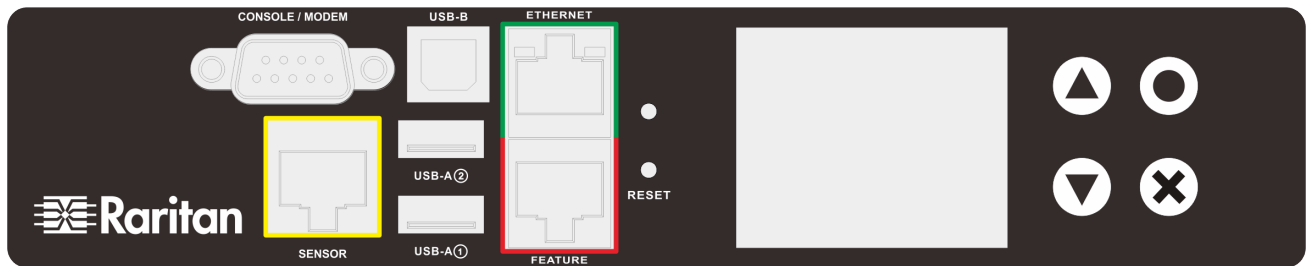 CONSOLE / MODEM
USB-B
ETHERNET
USB-A②
RESET
Raritan
USB-A①
SENSOR
FEATURE